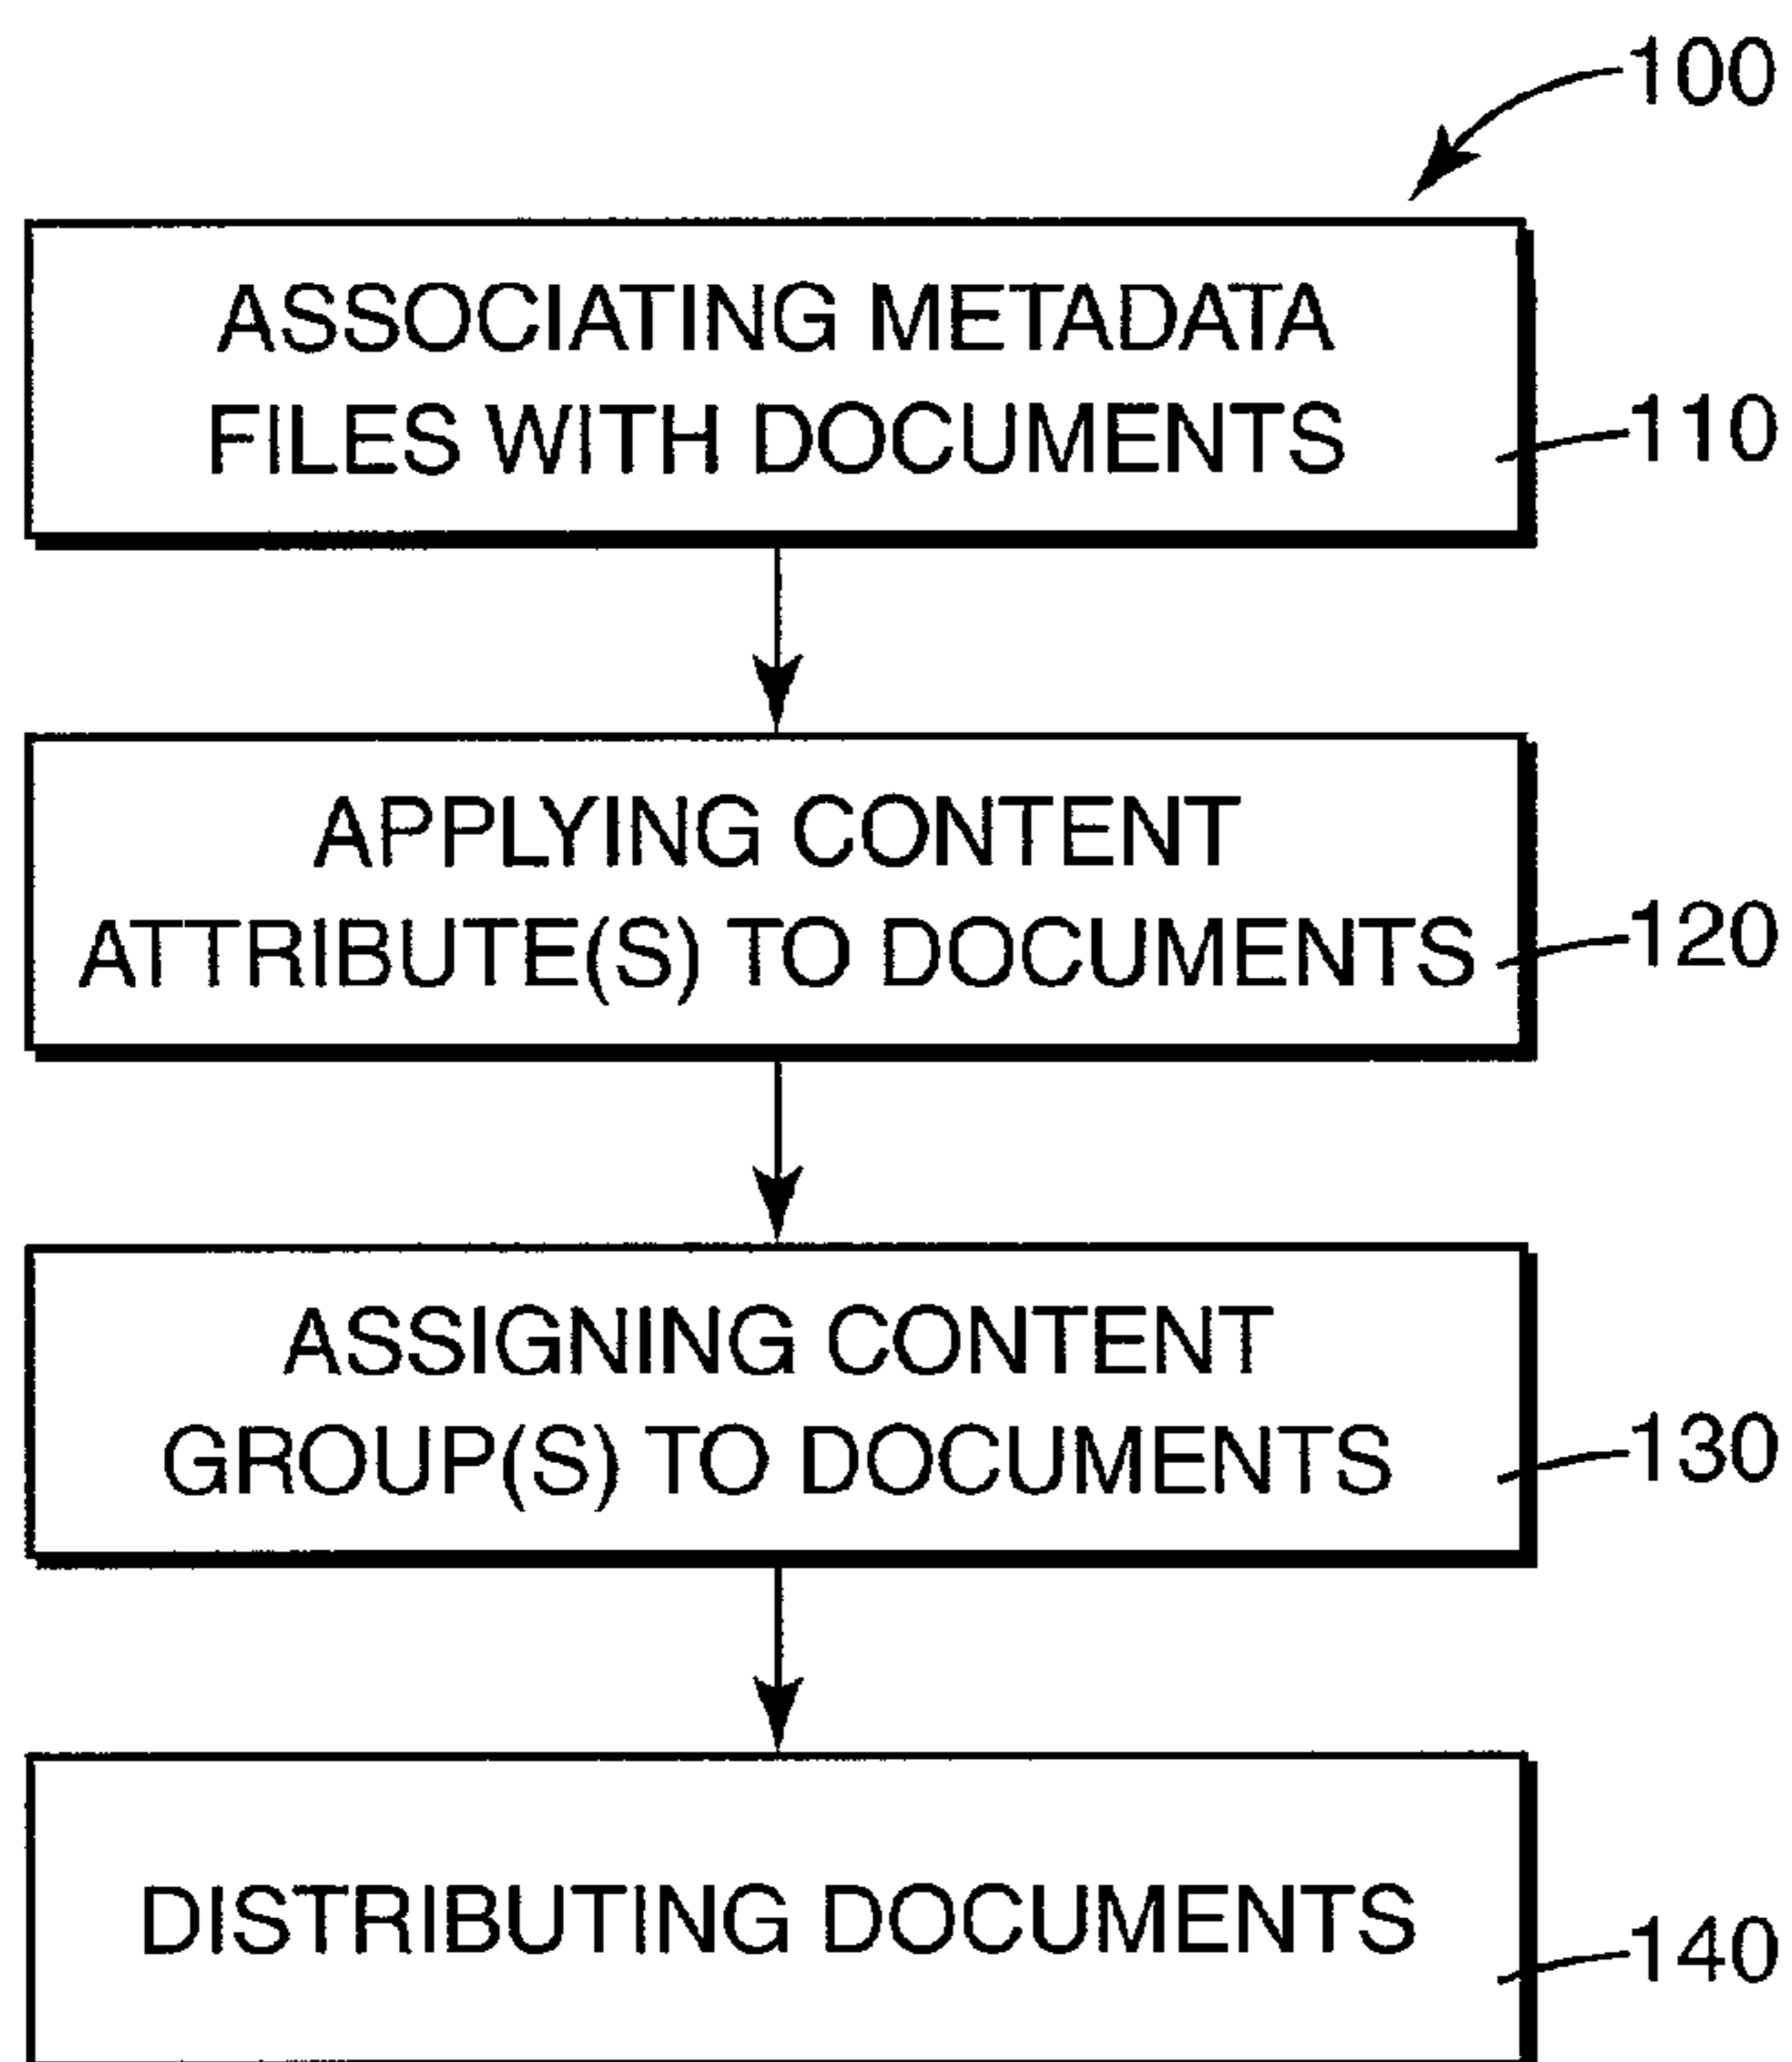 100
ASSOCIATING METADATA
FILES WITH DOCUMENTS
110
APPLYING CONTENT
ATTRIBUTE(S) TO DOCUMENTS
120
ASSIGNING CONTENT
GROUP(S) TO DOCUMENTS
130
DISTRIBUTING DOCUMENTS
140